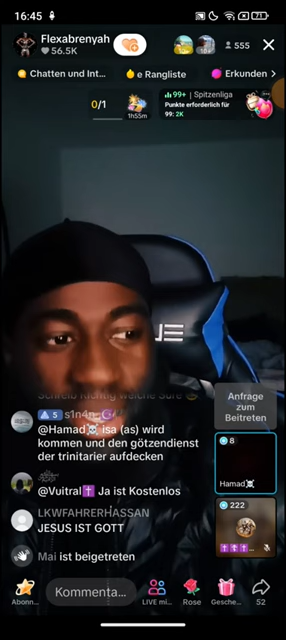 16:45
71
Flexabrenyah
56.5K
555
Chatten und Int...
e Rangliste
Erkunden
0/1
1h55m
99+ | Spitzenliga
Punkte erforderlich für
99: 2K
Schreib Richtig welche Sure
Anfrage
zum
Beitreten
5 s1n4n
@Hamad☠️ isa (as) wird
kommen und den götzendienst
der trinitarier aufdecken
8
Hamad☠️
@Vuitral✝️ Ja ist Kostenlos
LKWFAHRERHASSAN
JESUS IST GOTT
222
Mai ist beigetreten
Abonn...
Kommenta...
LIVE mi...
Rose
Gesche...
52